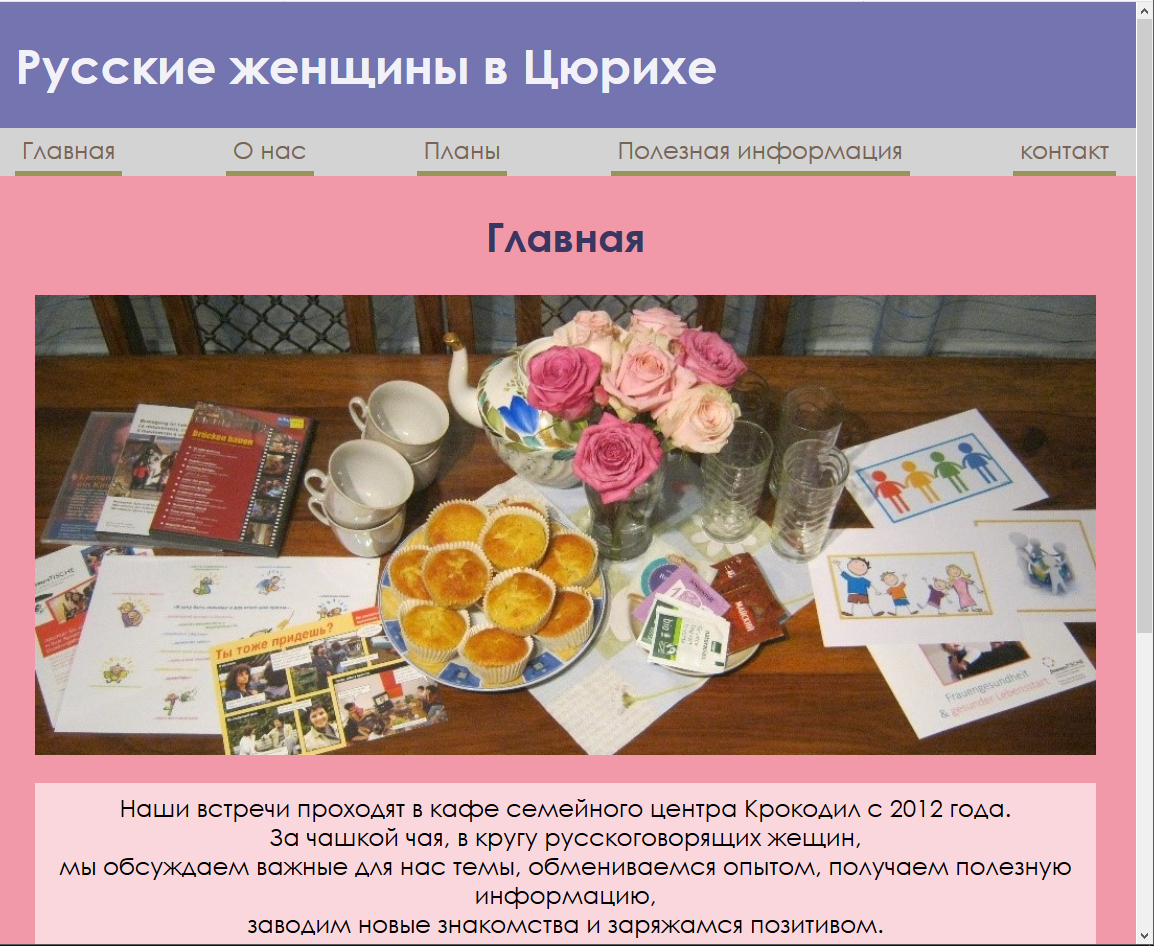 Русские женщины в Цюрихе
Главная
О нас
Планы
Полезная информация
контакт
Главная
Brücken bauen
Ты тоже придешь?
МАЙСКИЙ
Frauengesundheit
& gesunder Lebensstart
Наши встречи проходят в кафе семейного центра Крокодил с 2012 года.
За чашкой чая, в кругу русскоговорящих жещин,
мы обсуждаем важные для нас темы, обмениваемся опытом, получаем полезную
информацию,
заводим новые знакомства и заряжамся позитивом.